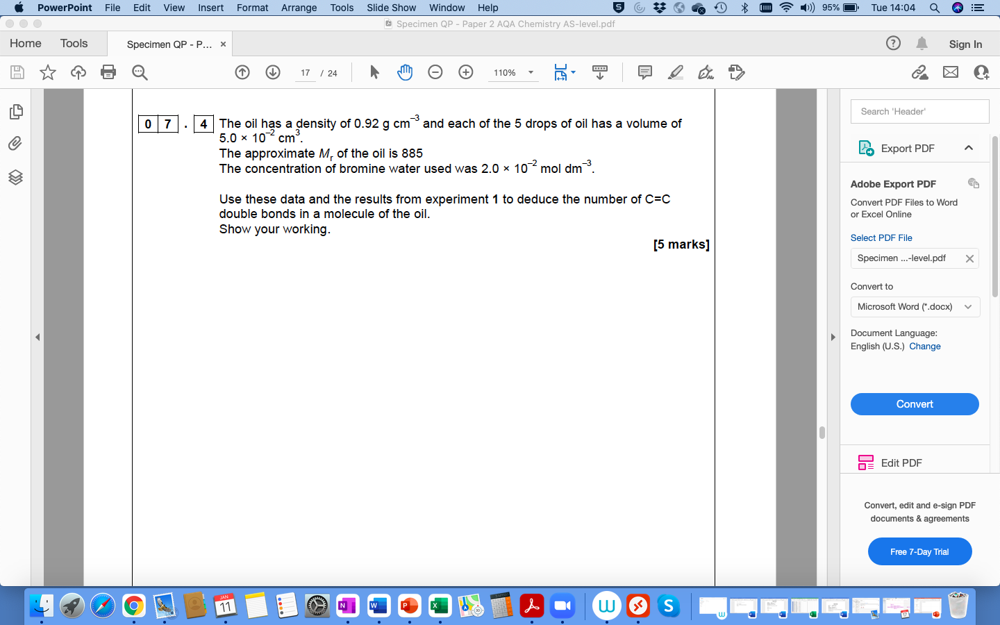 PowerPoint File Edit View Insert Format Arrange Tools Slide Show Window Help 95% Tue 14:04
Specimen QP - Paper 2 AQA Chemistry AS-level.pdf
Home Tools Specimen QP - P... × Sign In
17 / 24 110%
0 7 . 4 The oil has a density of 0.92 g cm⁻³ and each of the 5 drops of oil has a volume of
5.0 × 10⁻² cm³.
The approximate Mᵣ of the oil is 885
The concentration of bromine water used was 2.0 × 10⁻² mol dm⁻³.
Use these data and the results from experiment 1 to deduce the number of C=C
double bonds in a molecule of the oil.
Show your working.
[5 marks]
Search 'Header'
Export PDF
Adobe Export PDF
Convert PDF Files to Word
or Excel Online
Select PDF File
Specimen ...-level.pdf
Convert to
Microsoft Word (*.docx)
Document Language:
English (U.S.) Change
Convert
Edit PDF
Convert, edit and e-sign PDF
documents & agreements
Free 7-Day Trial
JAN
11